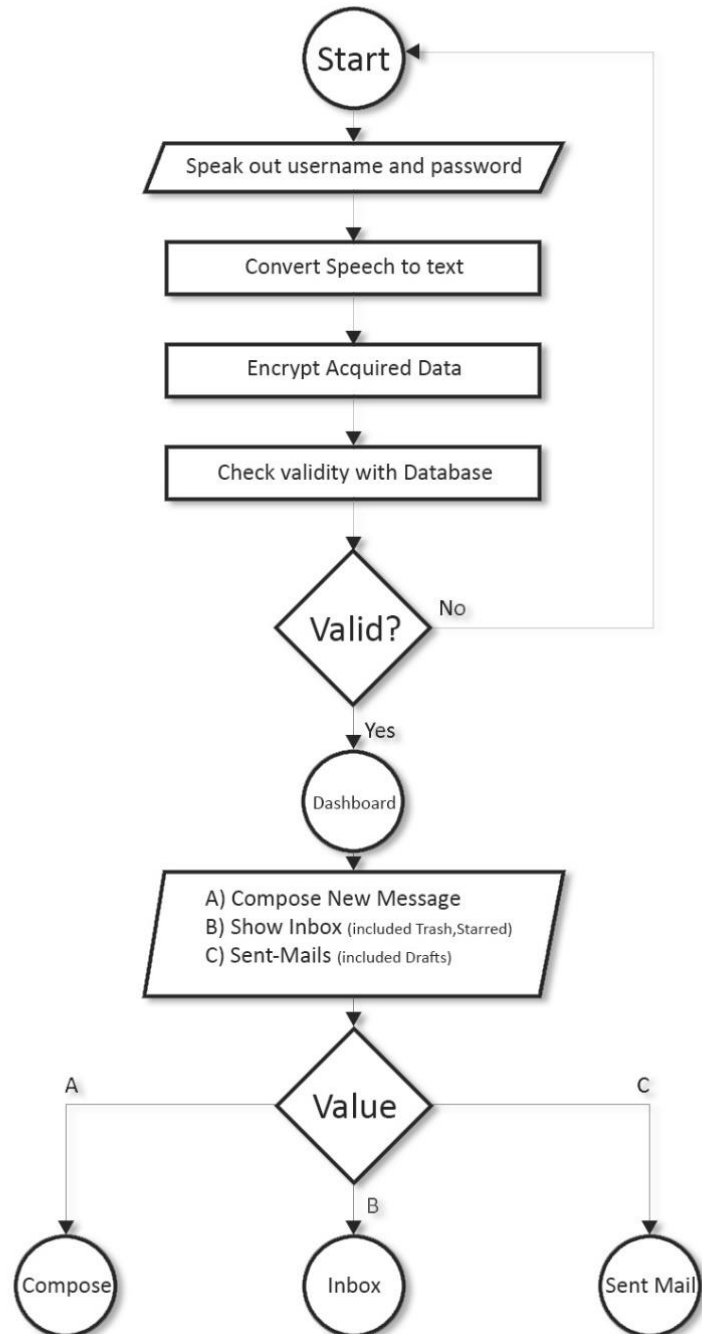 Start
Speak out username and password
Convert Speech to text
Encrypt Acquired Data
Check validity with Database
Valid?
No
Yes
Dashboard
A) Compose New Message
B) Show Inbox (included Trash,Starred)
C) Sent-Mails (included Drafts)
A
Value
C
B
Compose
Inbox
Sent Mail